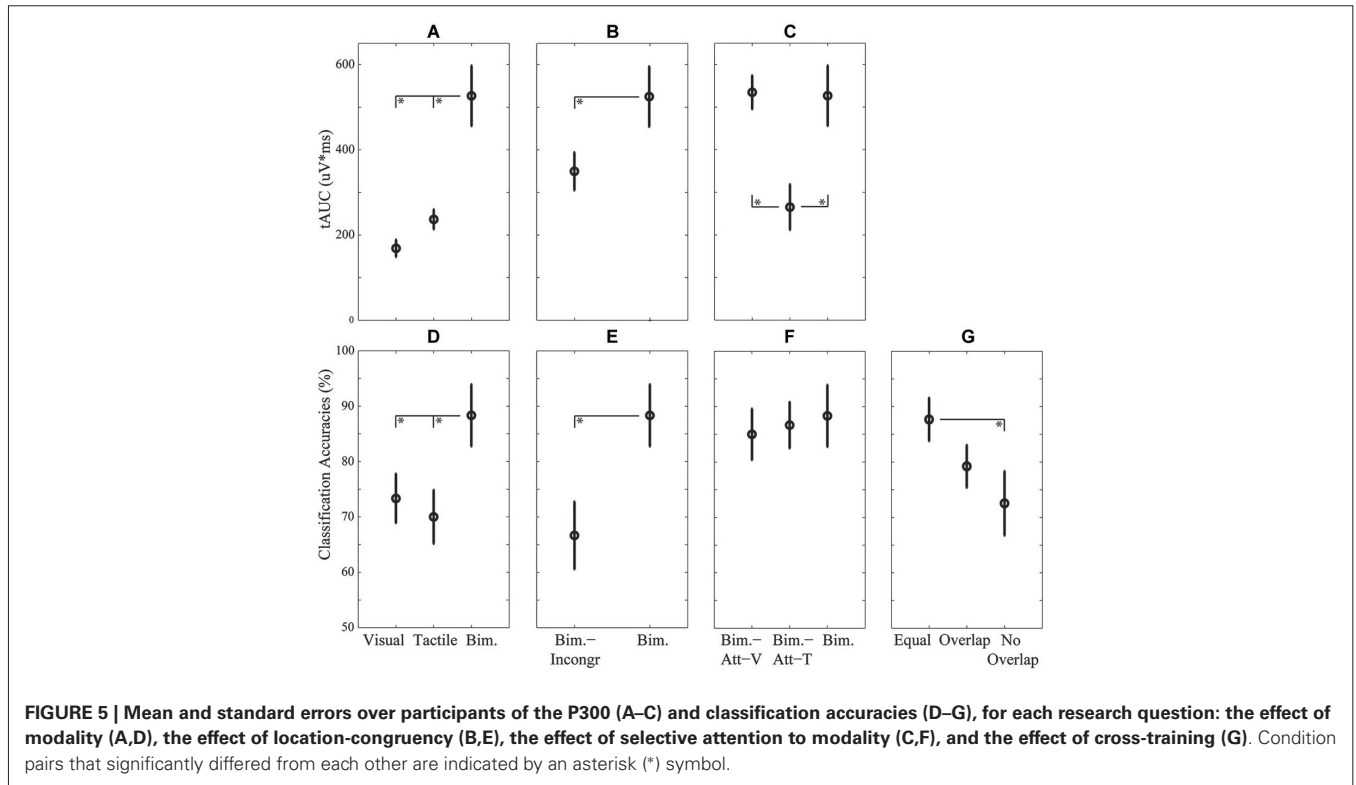 A B C
600
400
200
0
tAUC (uV*ms)
* *
*
* *
D E F G
100
90
80
70
60
50
Classification Accuracies (%)
* *
*
*
Visual Tactile Bim.
Bim.− Incongr
Bim.
Bim.− Att−V
Bim.− Att−T
Bim.
Equal Overlap No Overlap
FIGURE 5 | Mean and standard errors over participants of the P300 (A–C) and classification accuracies (D–G), for each research question: the effect of
modality (A,D), the effect of location-congruency (B,E), the effect of selective attention to modality (C,F), and the effect of cross-training (G). Condition
pairs that significantly differed from each other are indicated by an asterisk (*) symbol.